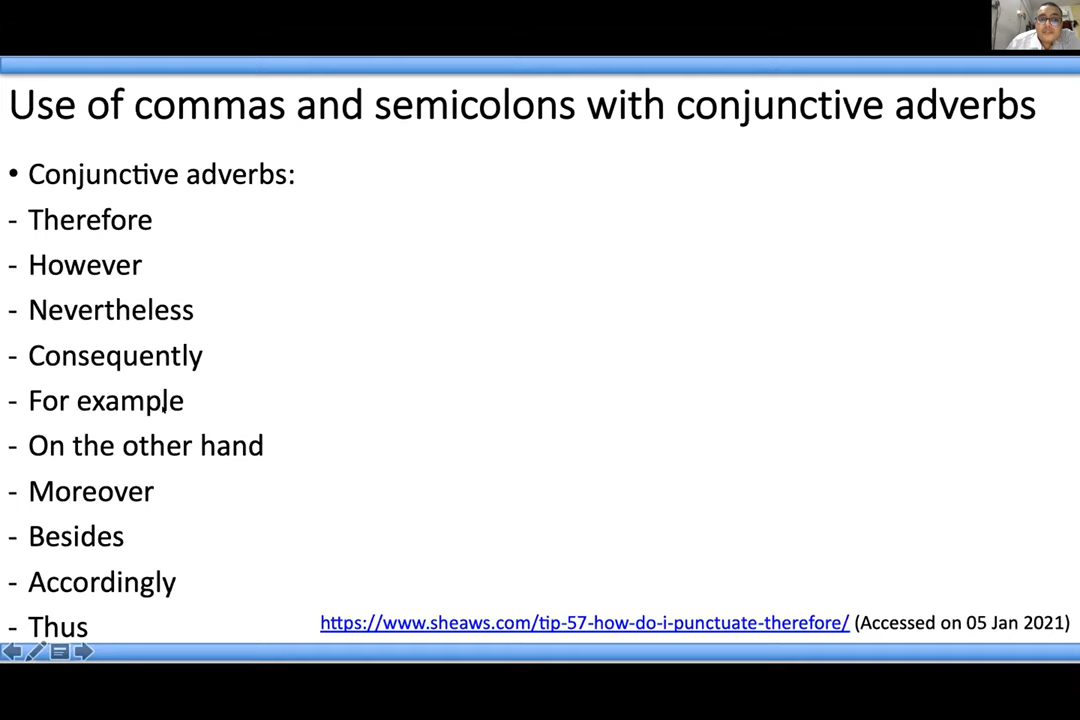 Use of commas and semicolons with conjunctive adverbs
• Conjunctive adverbs:
- Therefore
- However
- Nevertheless
- Consequently
- For example
- On the other hand
- Moreover
- Besides
- Accordingly
- Thus
https://www.sheaws.com/tip-57-how-do-i-punctuate-therefore/ (Accessed on 05 Jan 2021)